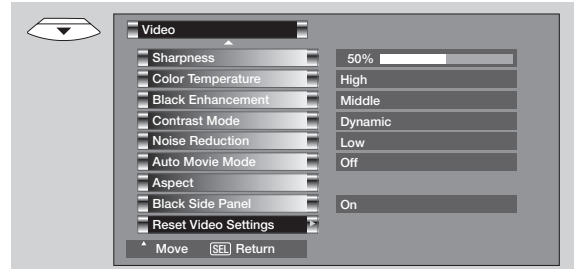 Video
Sharpness 50%
Color Temperature High
Black Enhancement Middle
Contrast Mode Dynamic
Noise Reduction Low
Auto Movie Mode Off
Aspect
Black Side Panel On
Reset Video Settings
Move SEL Return